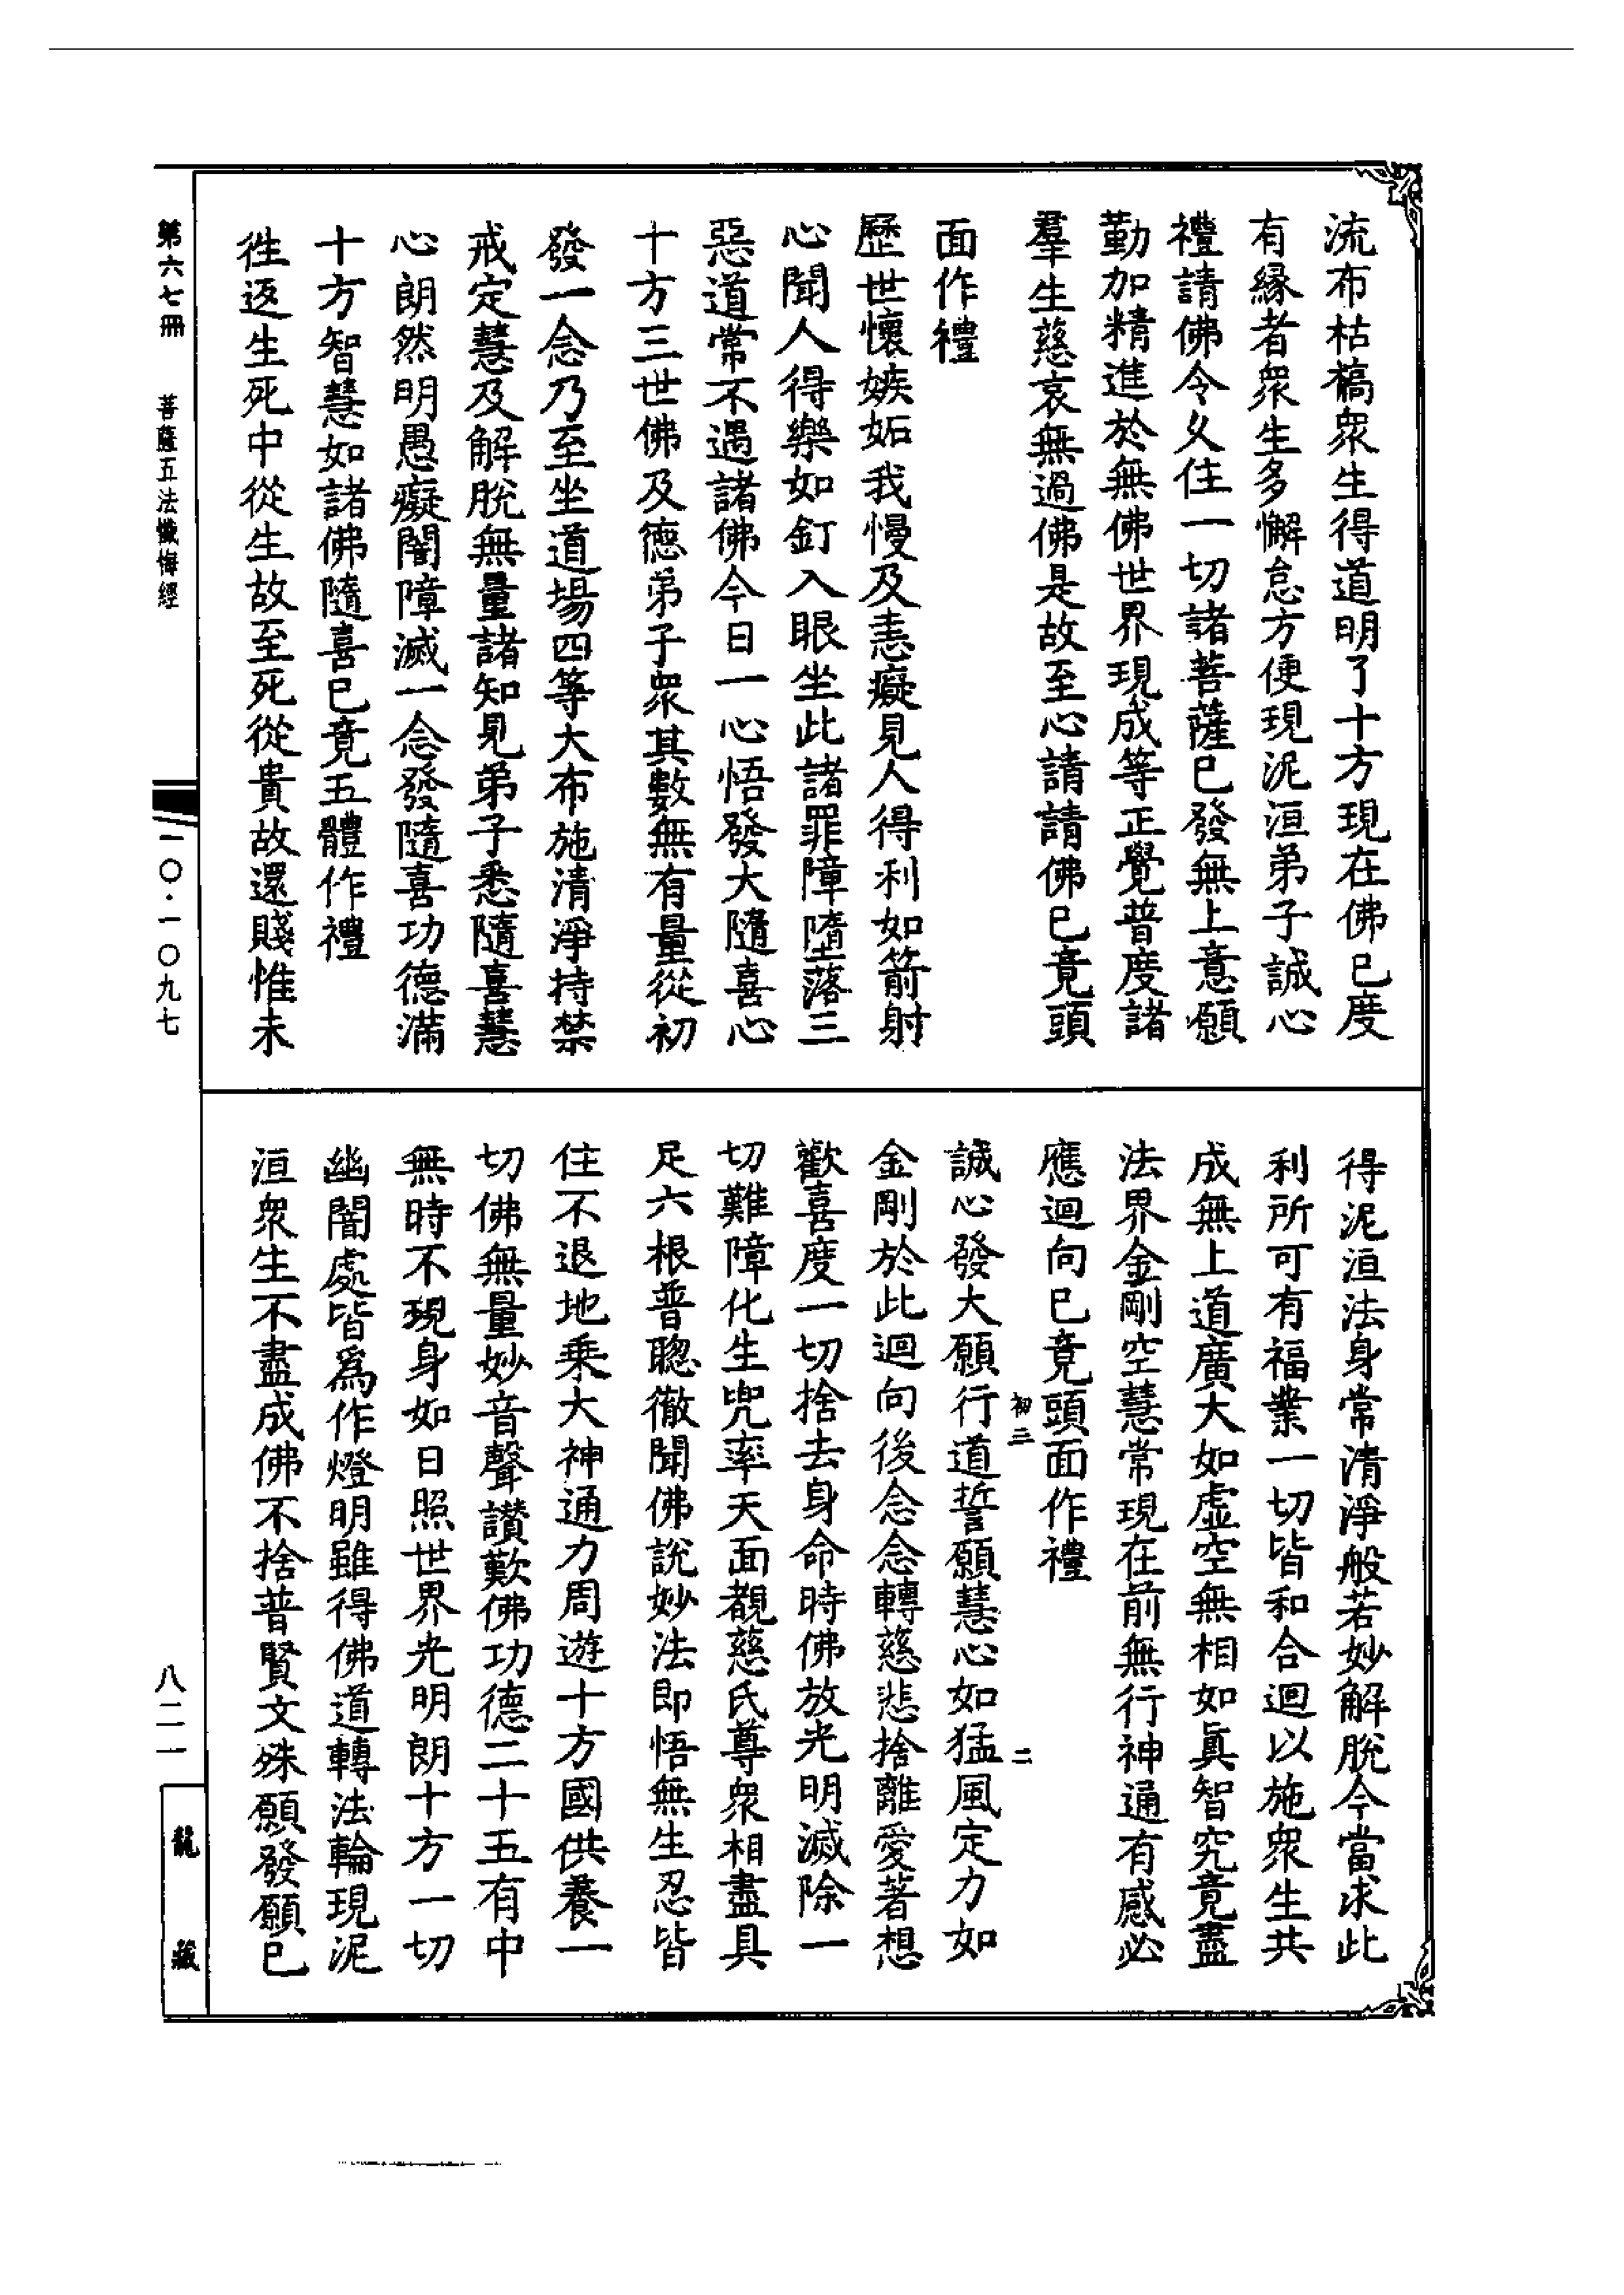 流布枯槁衆生得道明了十方現在佛已度
有緣者衆生多懈怠方便現泥洹弟子誠心
禮請佛令久住一切諸菩薩已發無上意願
勤加精進於無佛世界現成等正覺普度諸
羣生慈哀無過佛是故至心請請佛已竟頭
面作禮
歷世懷嫉妬我慢及恚癡見人得利如箭射
心聞人得樂如釘入眼坐此諸罪障墮落三
惡道常不遇諸佛今日一心悟發大隨喜心
十方三世佛及德弟子衆其數無有量從初
發一念乃至坐道場四等大布施清淨持禁
戒定慧及解脫無量諸知見弟子悉隨喜慧
心朗然明愚癡闇障滅一念發隨喜功德滿
十方智慧如諸佛隨喜已竟五體作禮
徃返生死中從生故至死從貴故還賤惟未
得泥洹法身常清淨般若妙解脫今當求此
利所可有福業一切皆和合迴以施衆生共
成無上道廣大如虛空無相如眞智究竟盡
法界金剛空慧常現在前無行神通有感必
應迴向已竟頭面作禮
初三
二
誠心發大願行道誓願慧心如猛風定力如
金剛於此迴向後念念轉慈悲捨離愛著想
歡喜度一切捨去身命時佛放光明滅除一
切難障化生兜率天面覩慈氏尊衆相盡具
足六根普聰徹聞佛說妙法即悟無生忍皆
住不退地乘大神通力周遊十方國供養一
切佛無量妙音聲讃歎佛功德二十五有中
無時不現身如日照世界光明朗十方一切
幽闇處皆爲作燈明雖得佛道轉法輪現泥
洹衆生不盡成佛不捨普賢文殊願發願已
第六七冊 菩薩五法懺悔經
一〇·一〇九七
八二一
龍藏